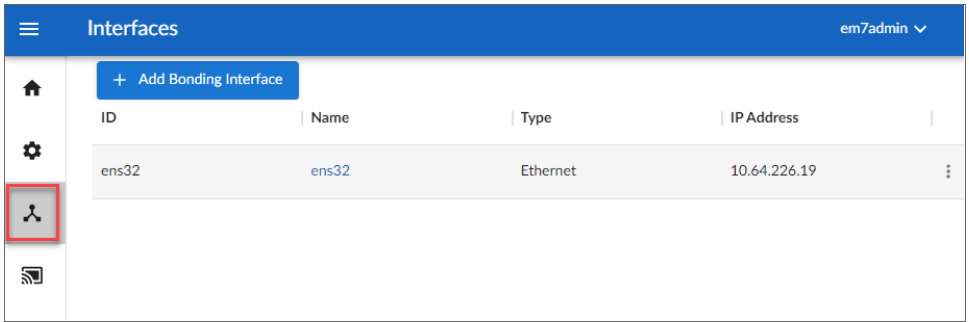 Interfaces
em7admin
+ Add Bonding Interface
ID Name Type IP Address
ens32 ens32 Ethernet 10.64.226.19